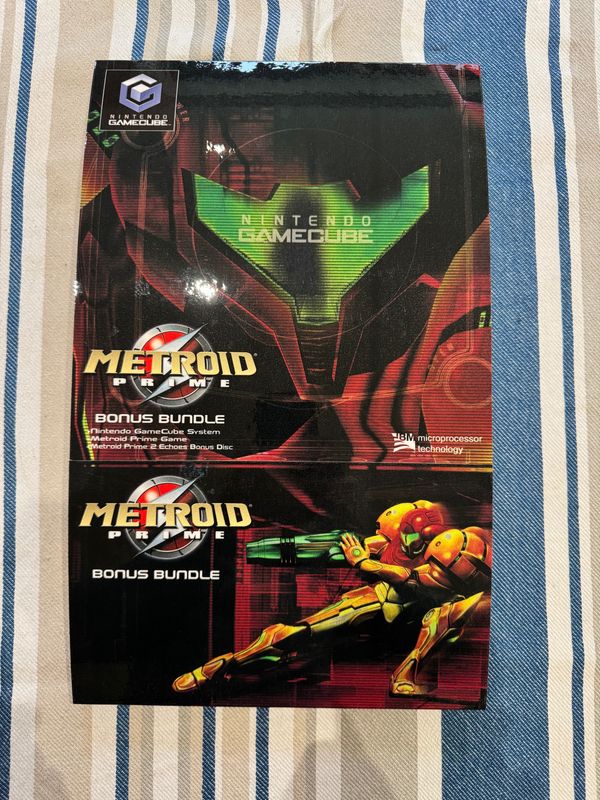 NINTENDO
GAMECUBE
NINTENDO
GAMECUBE
METROID®
PRIME
BONUS BUNDLE
Nintendo GameCube System
Metroid Prime Game
Metroid Prime 2 Echoes Bonus Disc
IBM microprocessor
technology
METROID®
PRIME
BONUS BUNDLE